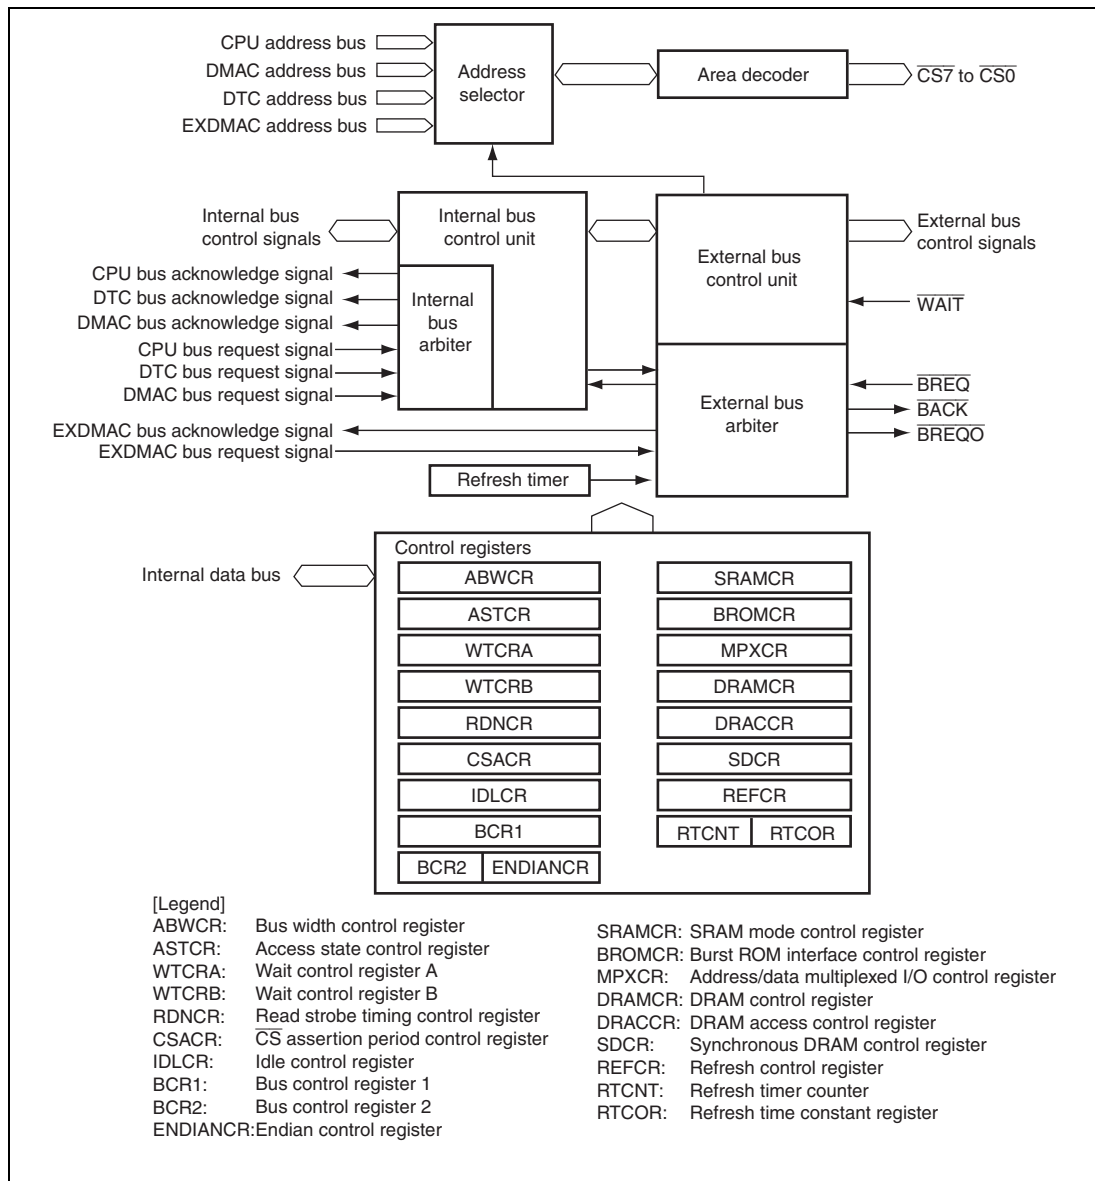 CPU address bus
DMAC address bus
DTC address bus
EXDMAC address bus
Address
selector
Area decoder
CS7 to CS0
Internal bus
control signals
Internal bus
control unit
External bus
control unit
External bus
control signals
CPU bus acknowledge signal
DTC bus acknowledge signal
DMAC bus acknowledge signal
CPU bus request signal
DTC bus request signal
DMAC bus request signal
Internal
bus
arbiter
WAIT
External bus
arbiter
BREQ
BACK
BREQO
EXDMAC bus acknowledge signal
EXDMAC bus request signal
Refresh timer
Internal data bus
Control registers
ABWCR
ASTCR
WTCRA
WTCRB
RDNCR
CSACR
IDLCR
BCR1
BCR2 ENDIANCR
SRAMCR
BROMCR
MPXCR
DRAMCR
DRACCR
SDCR
REFCR
RTCNT RTCOR
[Legend]
ABWCR: Bus width control register
ASTCR: Access state control register
WTCRA: Wait control register A
WTCRB: Wait control register B
RDNCR: Read strobe timing control register
CSACR: CS assertion period control register
IDLCR: Idle control register
BCR1: Bus control register 1
BCR2: Bus control register 2
ENDIANCR:Endian control register
SRAMCR: SRAM mode control register
BROMCR: Burst ROM interface control register
MPXCR: Address/data multiplexed I/O control register
DRAMCR: DRAM control register
DRACCR: DRAM access control register
SDCR: Synchronous DRAM control register
REFCR: Refresh control register
RTCNT: Refresh timer counter
RTCOR: Refresh time constant register